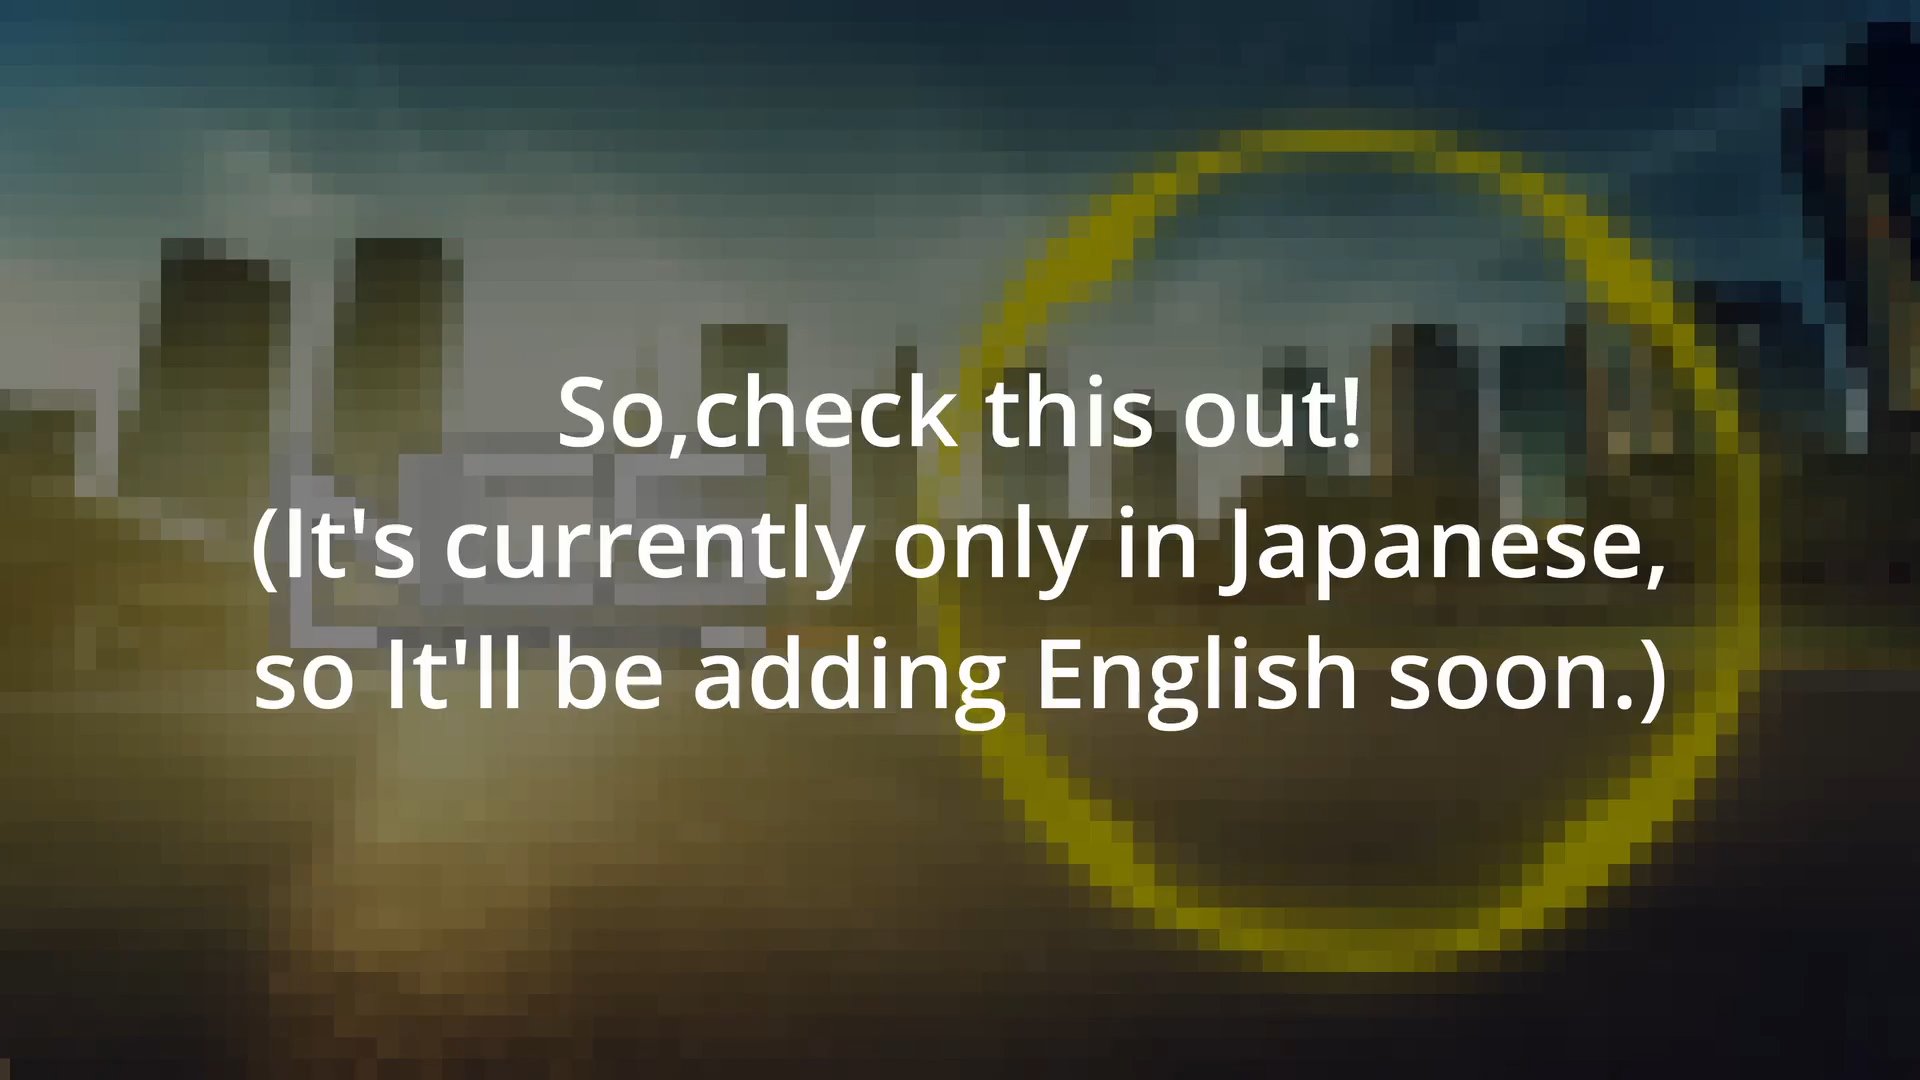 So,check this out!
(It's currently only in Japanese,
so It'll be adding English soon.)